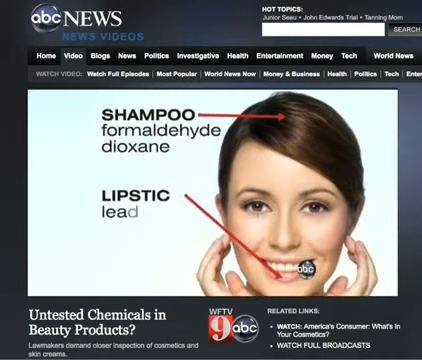 abc NEWS
NEWS VIDEOS
HOT TOPICS:
Junior Seau • John Edwards Trial • Tanning Mom
Home Video Blogs News Politics Investigative Health Entertainment Money Tech World News
WATCH VIDEO: Watch Full Episodes | Most Popular | World News Now | Money & Business | Health | Politics | Tech | Enter
SHAMPOO
formaldehyde
dioxane
LIPSTIC
lead
abc
Untested Chemicals in
Beauty Products?
Lawmakers demand closer inspection of cosmetics and
skin creams.
WFTV
9 abc
RELATED LINKS:
• WATCH: America's Consumer: What's In
Your Cosmetics?
• WATCH FULL BROADCASTS